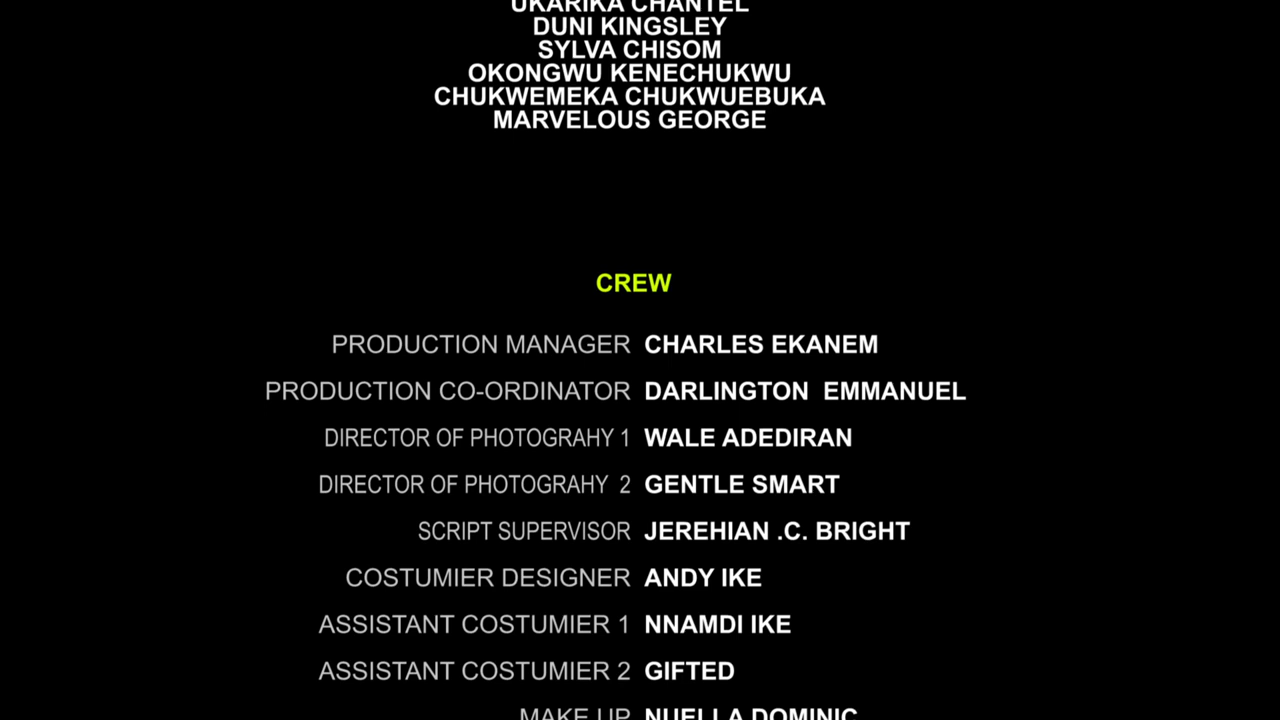 UKARIKA CHANTEL
DUNI KINGSLEY
SYLVA CHISOM
OKONGWU KENECHUKWU
CHUKWEMEKA CHUKWUEBUKA
MARVELOUS GEORGE
CREW
PRODUCTION MANAGER CHARLES EKANEM
PRODUCTION CO-ORDINATOR DARLINGTON EMMANUEL
DIRECTOR OF PHOTOGRAHY 1 WALE ADEDIRAN
DIRECTOR OF PHOTOGRAHY 2 GENTLE SMART
SCRIPT SUPERVISOR JEREHIAN .C. BRIGHT
COSTUMIER DESIGNER ANDY IKE
ASSISTANT COSTUMIER 1 NNAMDI IKE
ASSISTANT COSTUMIER 2 GIFTED
MAKE UP NUELLA DOMINIC